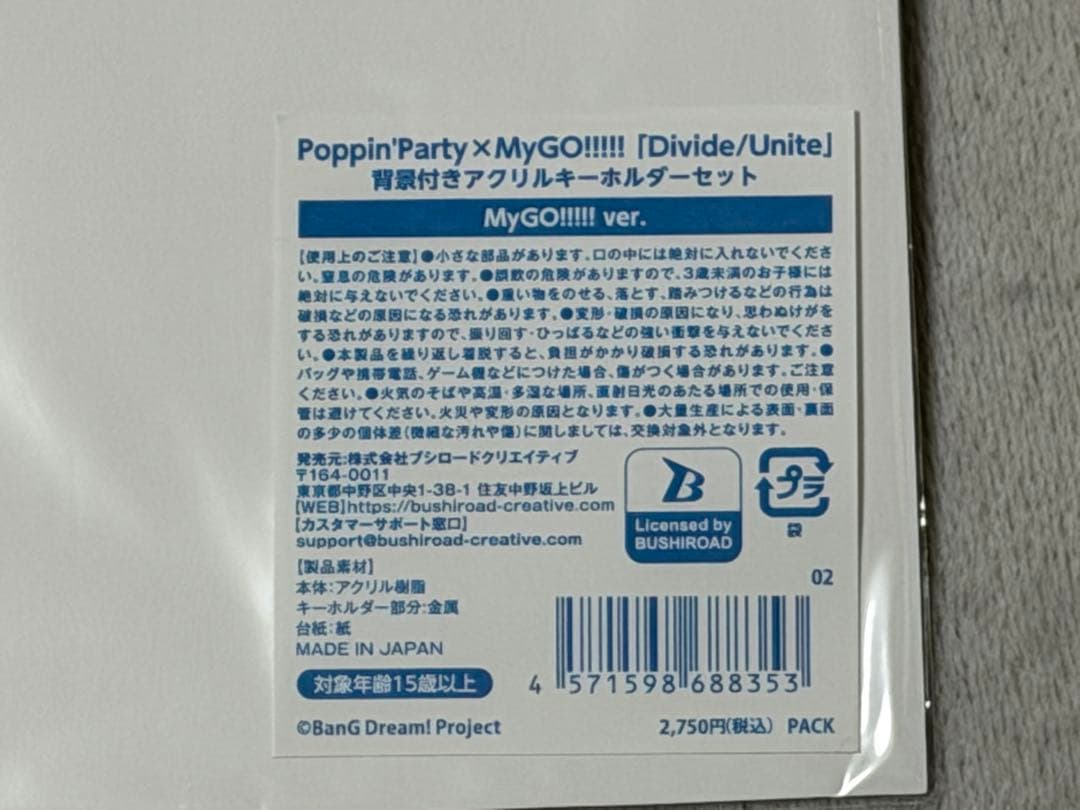 Poppin'Party×MyGO!!!!!「Divide/Unite」
背景付きアクリルキーホルダーセット
MyGO!!!!! ver.
【使用上のご注意】●小さな部品があります。口の中には絶対に入れないでくださ
い。窒息の危険があります。●誤飲の危険がありますので、3歳未満のお子様には
絶対に与えないでください。●重い物をのせる、落とす、踏みつけるなどの行為は
破損などの原因になる恐れがあります。●変形・破損の原因になり、思わぬけがを
する恐れがありますので、振り回す・ひっぱるなどの強い衝撃を与えないでくださ
い。●本製品を繰り返し着脱すると、負担がかかり破損する恐れがあります。●
バッグや携帯電話、ゲーム機などにつけた場合、傷がつく場合があります。ご注意
ください。●火気のそばや高温・多湿な場所、直射日光のあたる場所での使用・保
管は避けてください。火災や変形の原因となります。●大量生産による表面・裏面
の多少の個体差(微細な汚れや傷)に関しましては、交換対象外となります。
発売元:株式会社ブシロードクリエイティブ
〒164-0011
東京都中野区中央1-38-1 住友中野坂上ビル
【WEB】https://bushiroad-creative.com
【カスタマーサポート窓口】
support@bushiroad-creative.com
B
Licensed by
BUSHIROAD
プラ
袋
【製品素材】
本体:アクリル樹脂
キーホルダー部分:金属
台紙:紙
MADE IN JAPAN
02
対象年齢15歳以上
4 571598 688353
©BanG Dream! Project
2,750円(税込) PACK